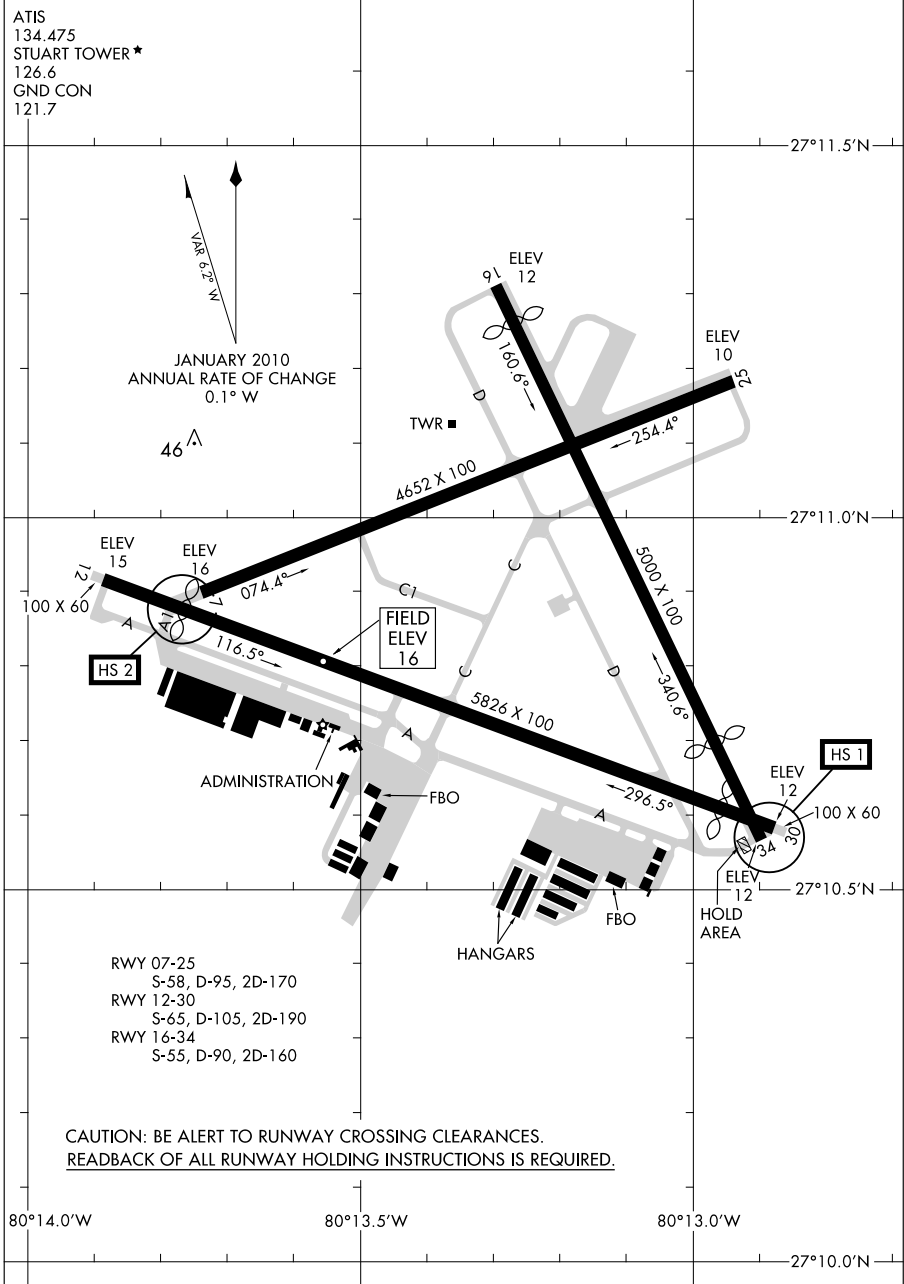 ATIS
134.475
STUART TOWER★
126.6
GND CON
121.7
27°11.5'N
VAR 6.2° W
JANUARY 2010
ANNUAL RATE OF CHANGE
0.1° W
46
16
ELEV
12
160.6°
D
TWR
ELEV
10
25
254.4°
4652 X 100
27°11.0'N
12
ELEV
15
ELEV
16
7
074.4°
100 X 60
A
A1
HS 2
116.5°
C1
C
FIELD
ELEV
16
5000 X 100
D
C
340.6°
5826 X 100
A
ADMINISTRATION
FBO
296.5°
A
HS 1
ELEV
12
100 X 60
30
34
ELEV
12
27°10.5'N
HOLD
AREA
FBO
HANGARS
RWY 07-25
S-58, D-95, 2D-170
RWY 12-30
S-65, D-105, 2D-190
RWY 16-34
S-55, D-90, 2D-160
CAUTION: BE ALERT TO RUNWAY CROSSING CLEARANCES.
READBACK OF ALL RUNWAY HOLDING INSTRUCTIONS IS REQUIRED.
80°14.0'W
80°13.5'W
80°13.0'W
27°10.0'N